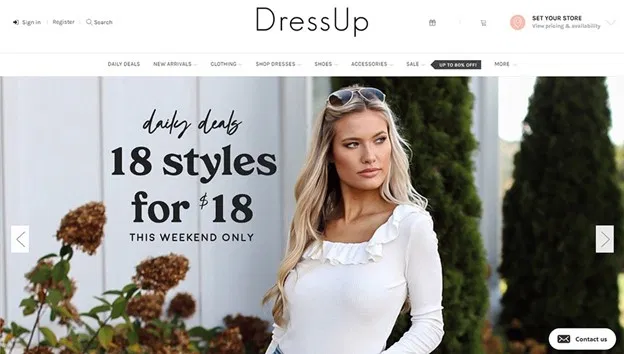 Sign in
Register
Search
DressUp
SET YOUR STORE
View pricing & availability
DAILY DEALS
NEW ARRIVALS
CLOTHING
SHOP DRESSES
SHOES
ACCESSORIES
SALE
UP TO 80% OFF!
MORE
daily deals
18 styles
for $18
THIS WEEKEND ONLY
Contact us